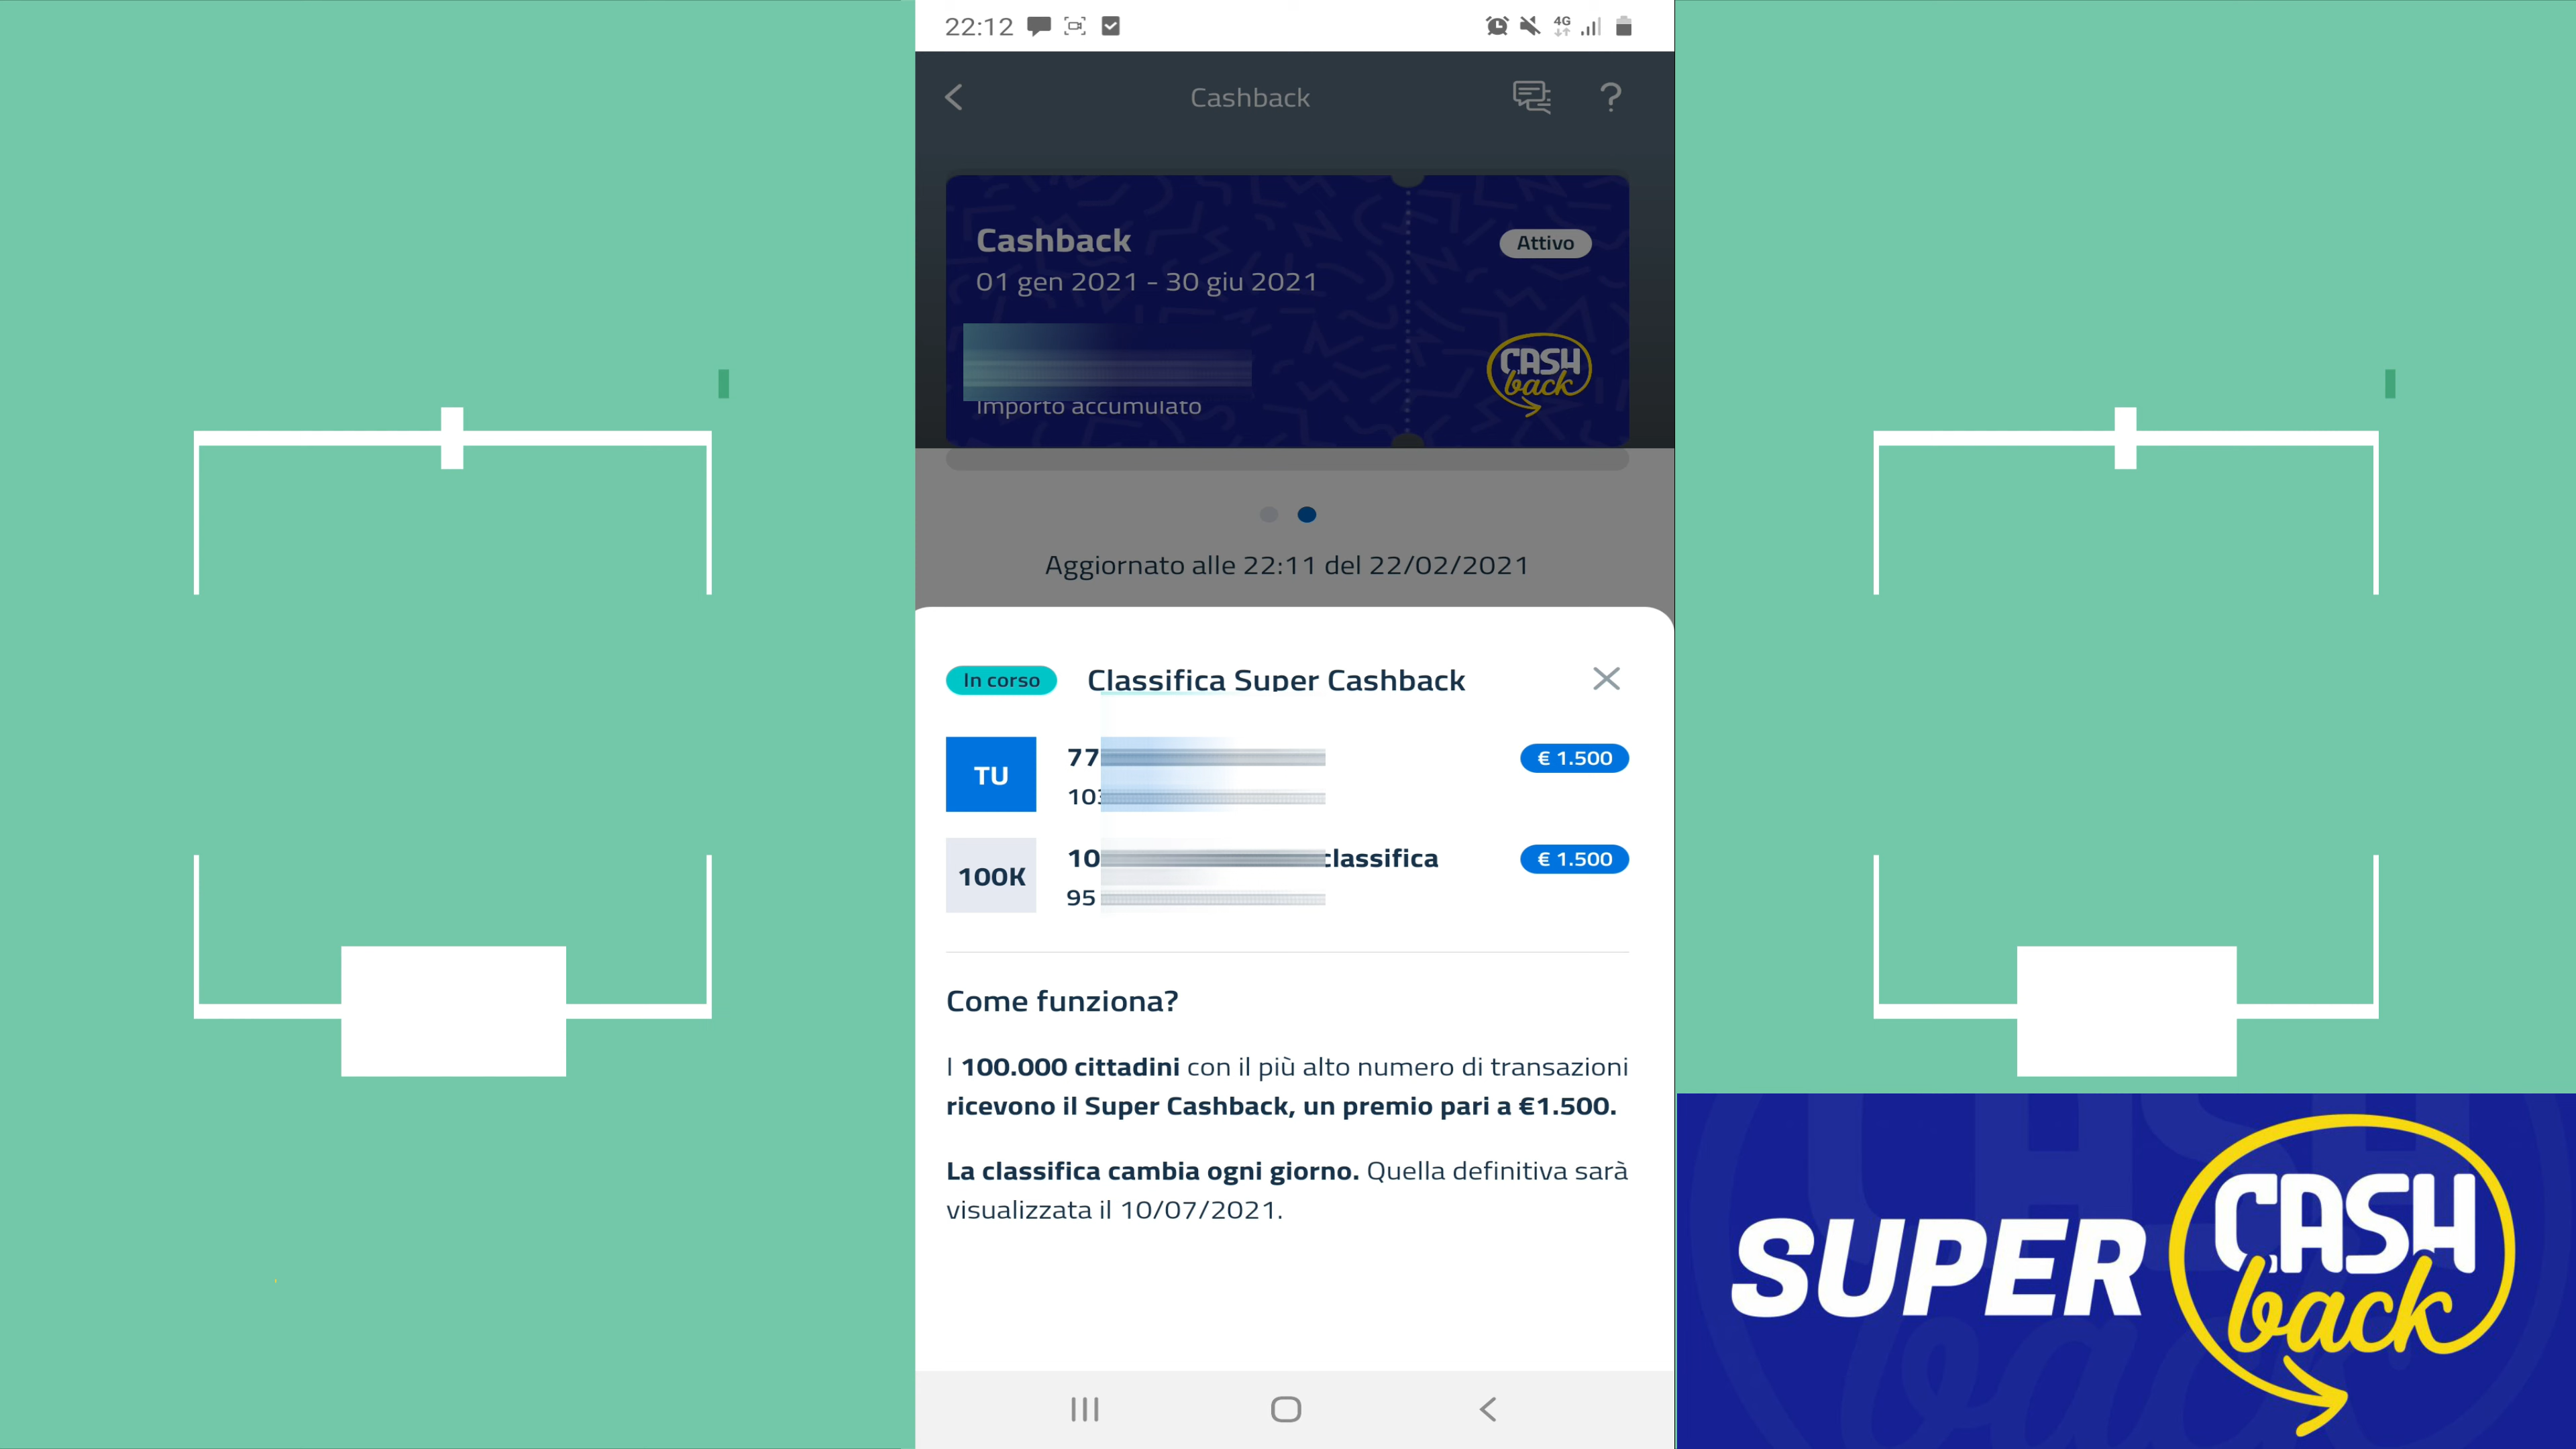 22:12
4G
Cashback
?
Cashback
Attivo
01 gen 2021 - 30 giu 2021
CASH
back
Importo accumulato
Aggiornato alle 22:11 del 22/02/2021
In corso
Classifica Super Cashback
TU
77
€ 1.500
10
100K
10
classifica
€ 1.500
95
Come funziona?
I 100.000 cittadini con il più alto numero di transazioni
ricevono il Super Cashback, un premio pari a €1.500.
La classifica cambia ogni giorno. Quella definitiva sarà
visualizzata il 10/07/2021.
SUPER
CASH
back